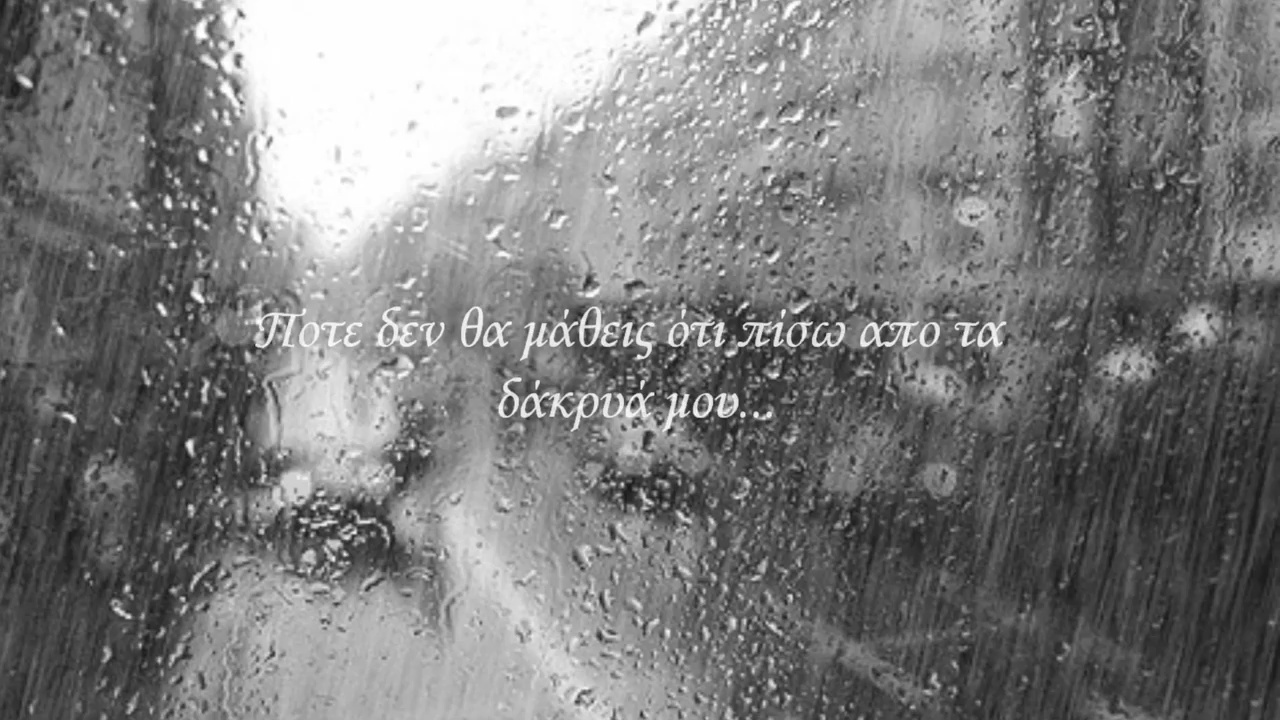 Ποτε δεν θα μάθεις ότι πίσω απο τα
δάκρυά μου...